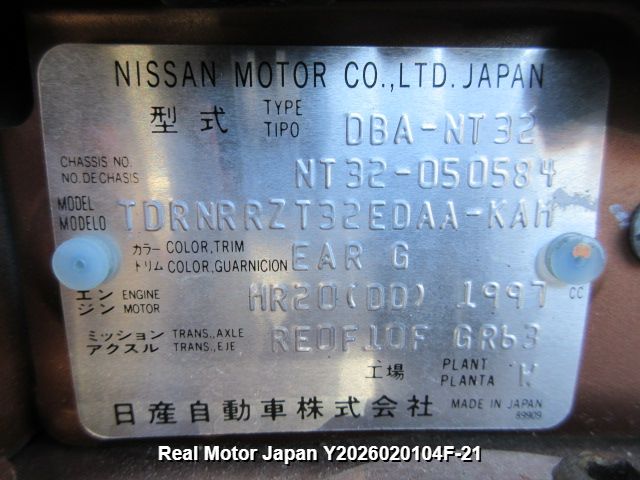 NISSAN MOTOR CO.,LTD.JAPAN
型式 TYPE TIPO DBA-NT32
CHASSIS NO. NO.DE CHASIS NT32-050584
MODEL MODELO TDRNRRZT32EDAA-KAH
カラー COLOR,TRIM
トリム COLOR,GUARNICION EAR G
エンジン ENGINE MOTOR MR20(DD) 1997 CC
ミッション TRANS.,AXLE
アクスル TRANS.,EJE RE0F10F GR63
工場 PLANT PLANTA K
日産自動車株式会社 MADE IN JAPAN
89909
Real Motor Japan Y2026020104F-21